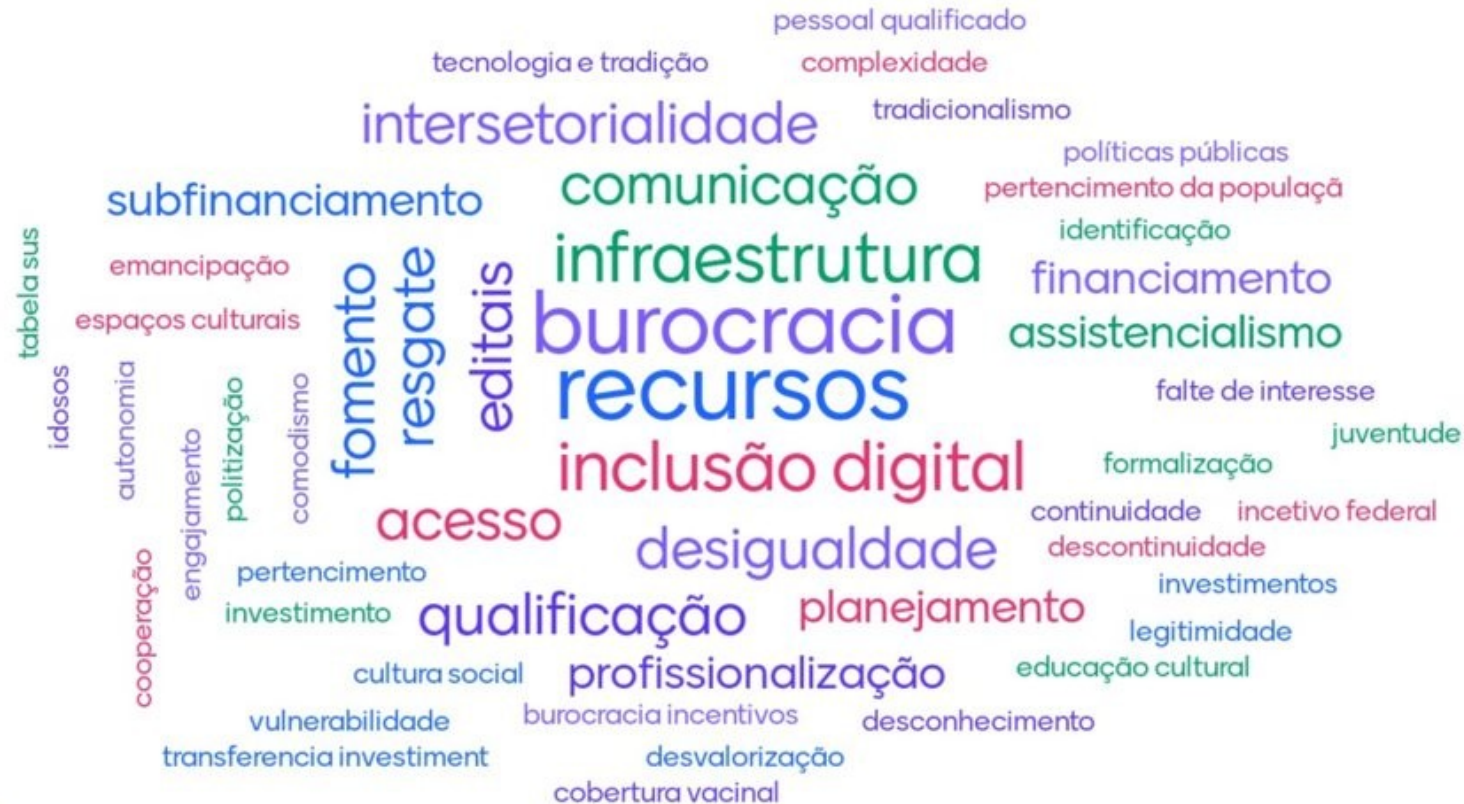 pessoal qualificado
tecnologia e tradição
complexidade
tradicionalismo
intersetorialidade
políticas públicas
comunicação
pertencimento da populaçã
subfinanciamento
identificação
infraestrutura
financiamento
tabela sus
emancipação
fomento
resgate
editais
burocracia
assistencialismo
espaços culturais
recursos
falte de interesse
idosos
autonomia
politização
comodismo
engajamento
juventude
inclusão digital
formalização
continuidade
incetivo federal
acesso
desigualdade
descontinuidade
pertencimento
investimentos
cooperação
investimento
qualificação
planejamento
legitimidade
cultura social
profissionalização
educação cultural
vulnerabilidade
burocracia incentivos
desconhecimento
transferencia investiment
desvalorização
cobertura vacinal